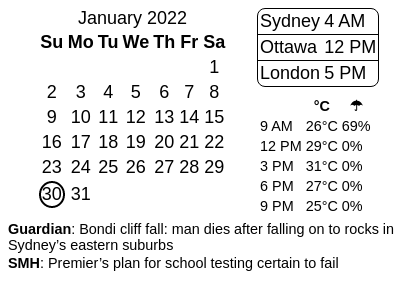 January 2022
Su Mo Tu We Th Fr Sa
1
2 3 4 5 6 7 8
9 10 11 12 13 14 15
16 17 18 19 20 21 22
23 24 25 26 27 28 29
30 31
Sydney 4 AM
Ottawa 12 PM
London 5 PM
°C ☂
9 AM 26°C 69%
12 PM 29°C 0%
3 PM 31°C 0%
6 PM 27°C 0%
9 PM 25°C 0%
Guardian: Bondi cliff fall: man dies after falling on to rocks in
Sydney’s eastern suburbs
SMH: Premier’s plan for school testing certain to fail